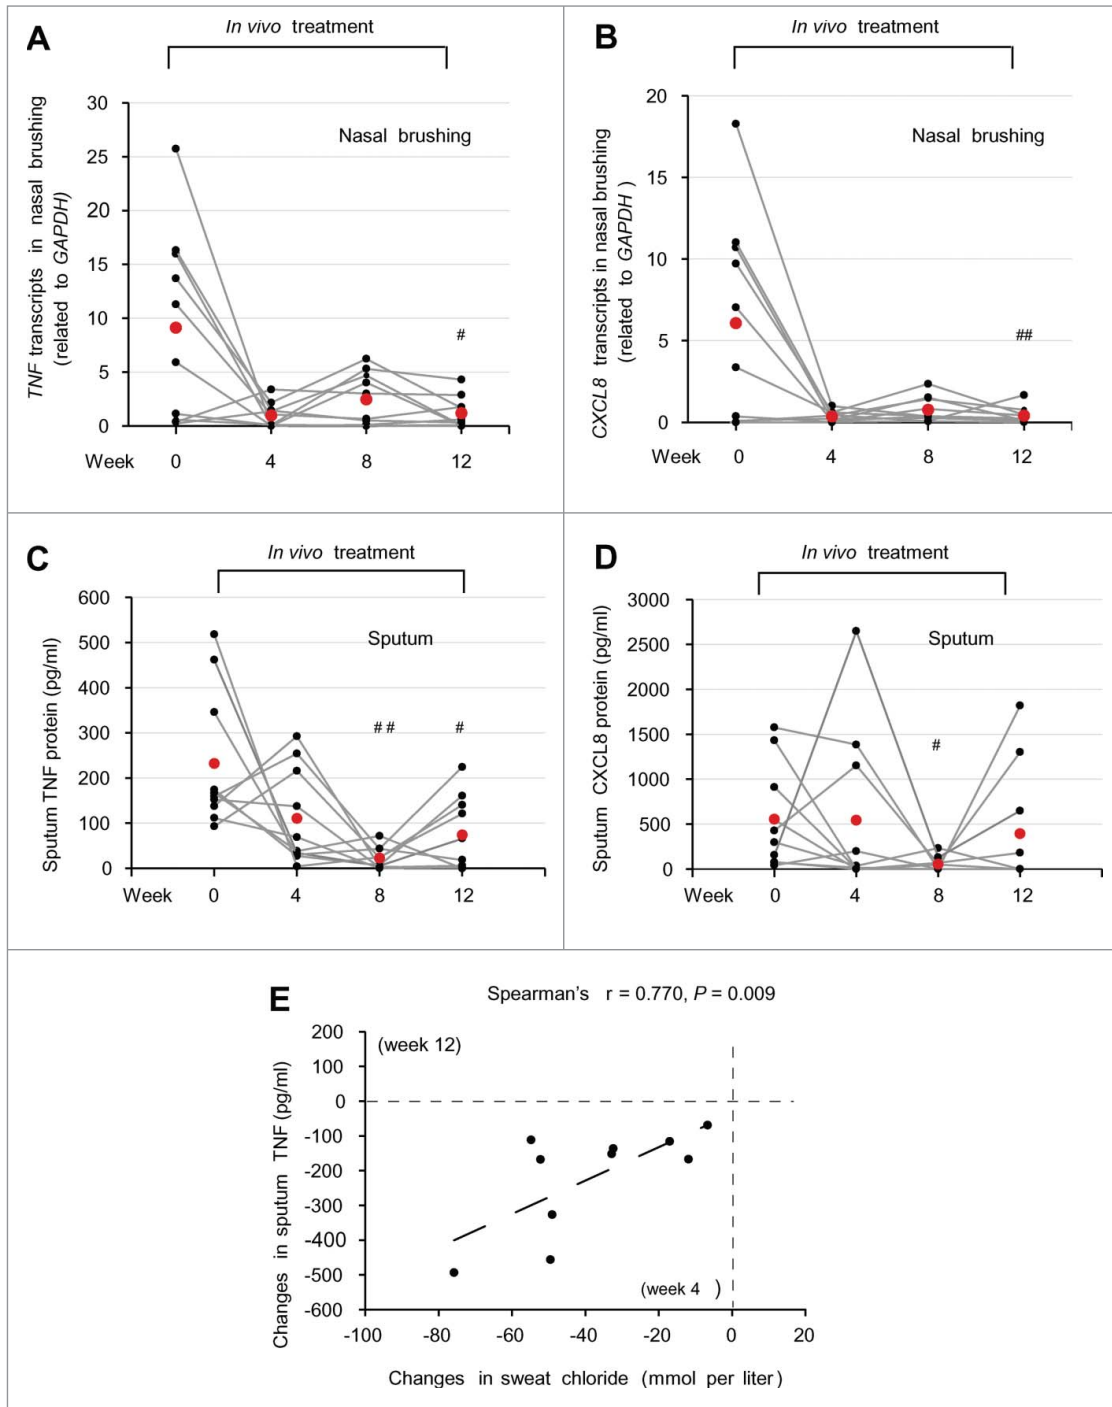 A
In vivo treatment
TNF transcripts in nasal brushing
(related to GAPDH)
30
25
20
15
10
5
0
Nasal brushing
#
Week 0 4 8 12
B
In vivo treatment
CXCL8 transcripts in nasal brushing
(related to GAPDH )
20
15
10
5
0
Nasal brushing
##
Week 0 4 8 12
C
In vivo treatment
Sputum TNF protein (pg/ml)
600
500
400
300
200
100
0
Sputum
# #
#
Week 0 4 8 12
D
In vivo treatment
Sputum CXCL8 protein (pg/ml)
3000
2500
2000
1500
1000
500
0
Sputum
#
Week 0 4 8 12
E
Spearman's r = 0.770, P = 0.009
Changes in sputum TNF (pg/ml)
200
100
0
-100
-200
-300
-400
-500
-600
(week 12)
(week 4 )
-100 -80 -60 -40 -20 0 20
Changes in sweat chloride (mmol per liter)